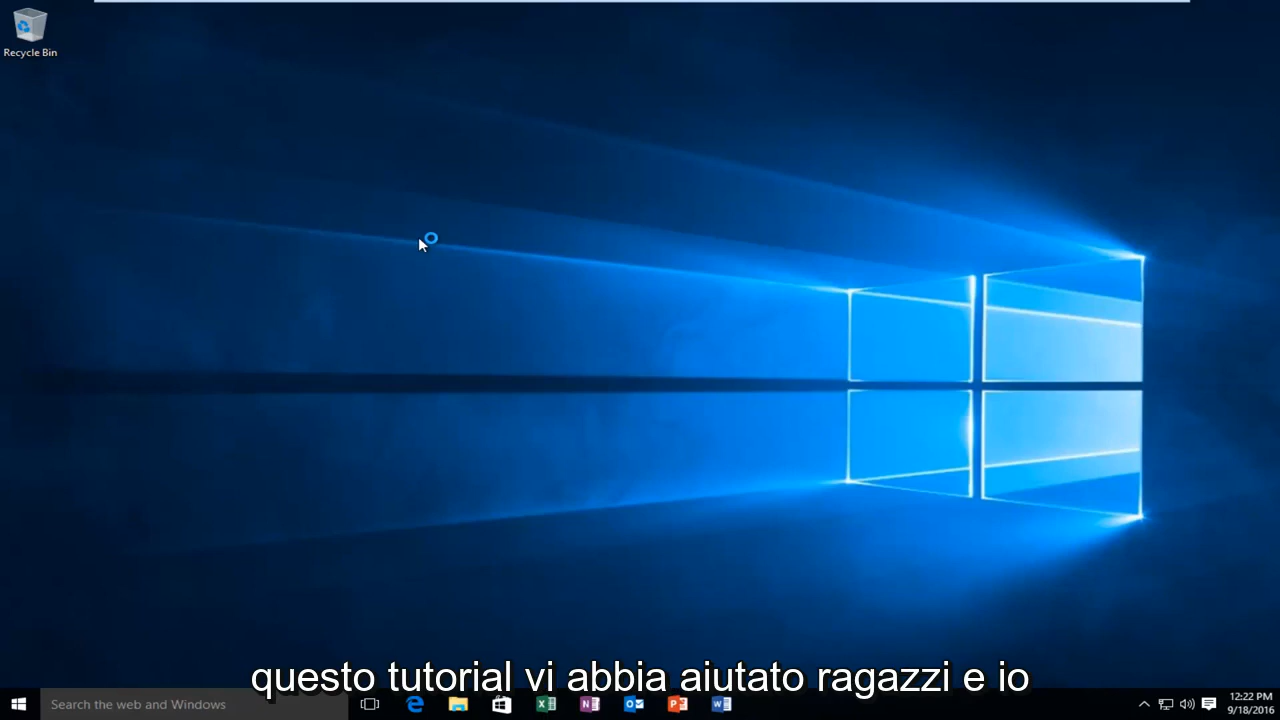 Recycle Bin
questo tutorial vi abbia aiutato ragazzi e io
Search the web and Windows
12:22 PM
9/18/2016